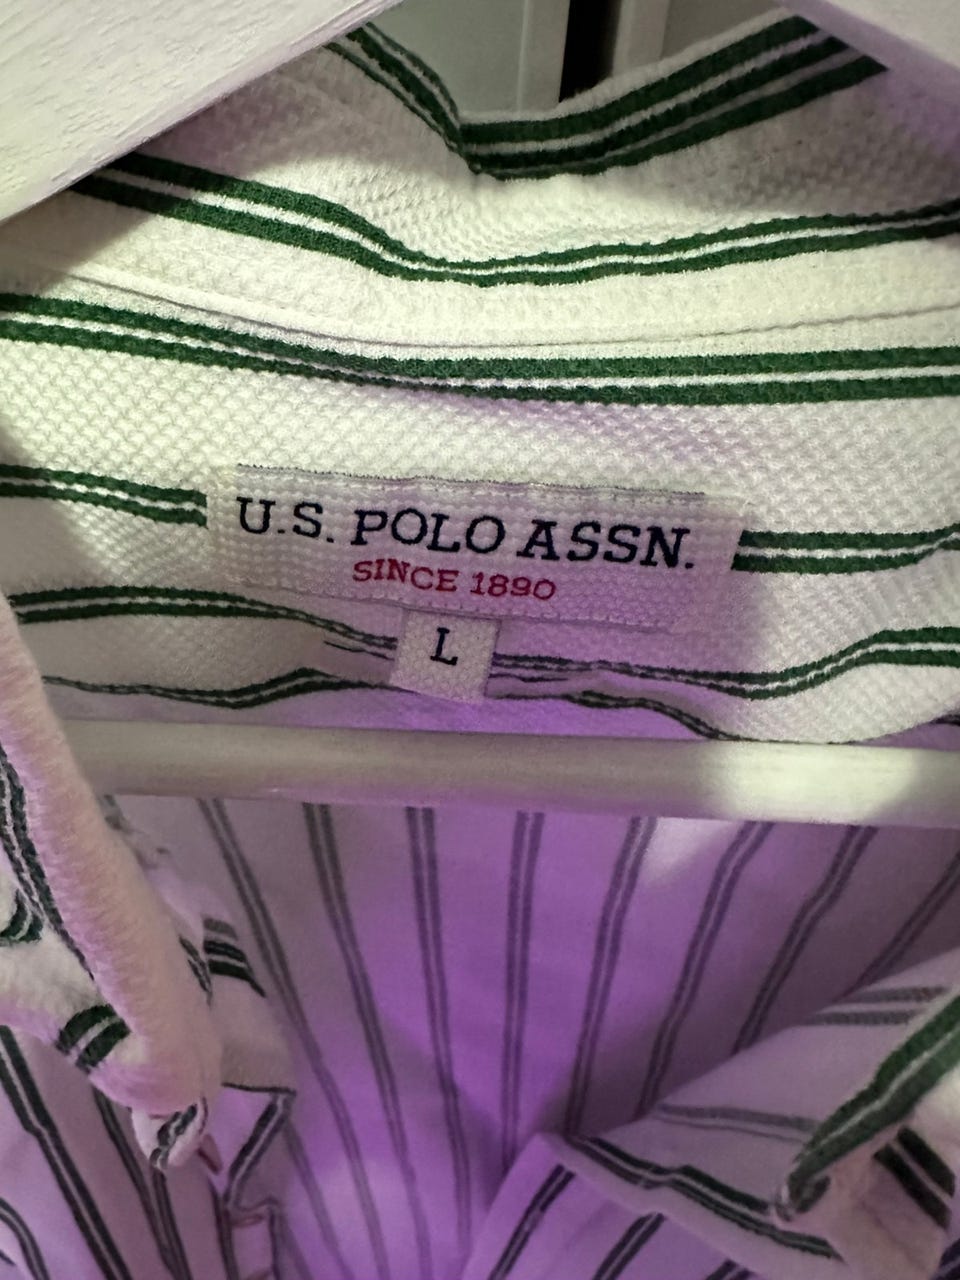 U.S. POLO ASSN.
SINCE 1890
L